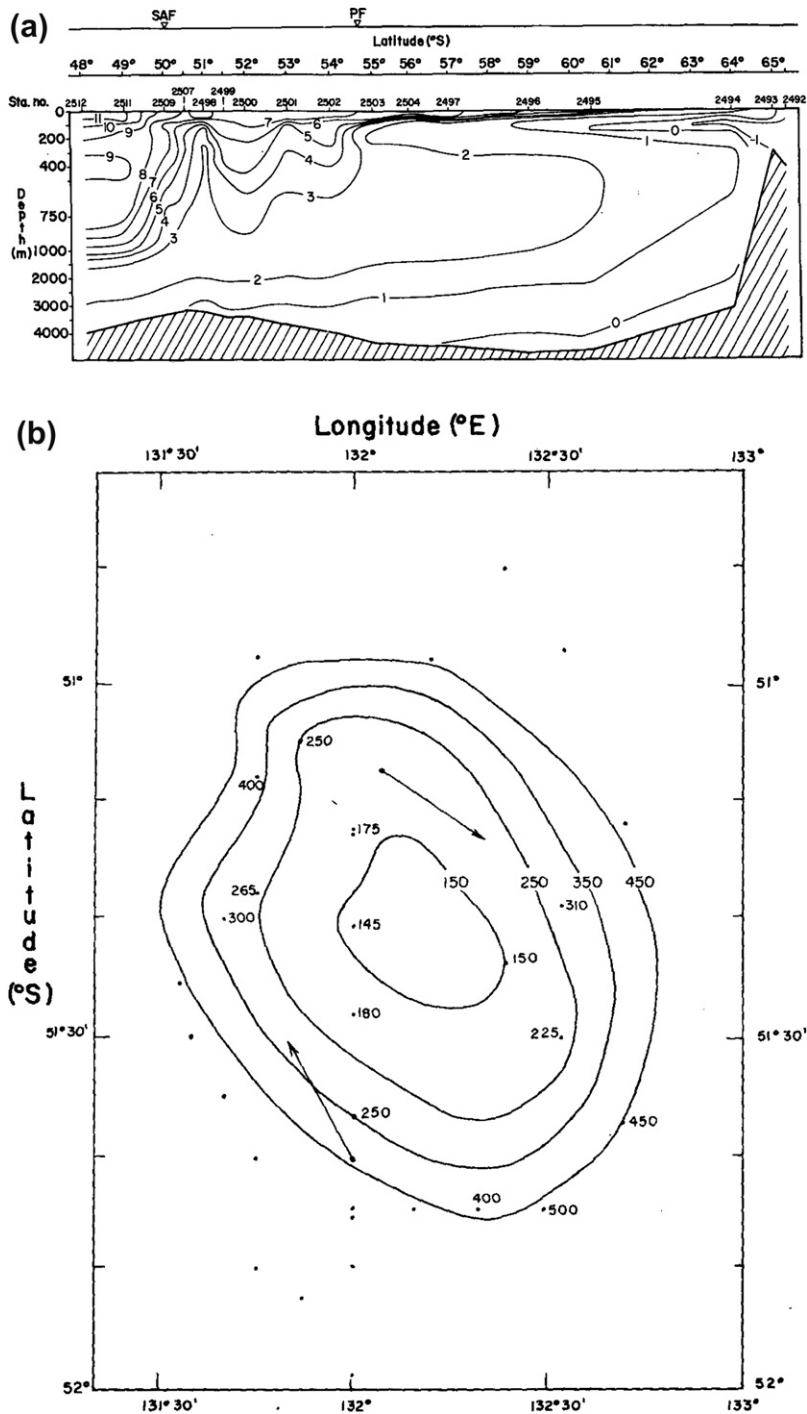 (a)
SAF PF
Latitude (°S)
48° 49° 50° 51° 52° 53° 54° 55° 56° 57° 58° 59° 60° 61° 62° 63° 64° 65°
2507 2499
Sta. no. 2512 2511 2509 2498 2500 2501 2502 2503 2504 2497 2496 2495 2494 2493 2492
0
200
400
750
1000
2000
3000
4000
Depth
(m)
11 10 9 7 6 0 -1
5 1
9 4 2
8
7
6 3
5
4
3
2
1
0
(b)
Longitude (°E)
131° 30' 132° 132° 30' 133°
Latitude
(°S)
51° 51°
250
400
175
265 150 250 350 450
300 310
145
150
180
51° 30' 225 51° 30'
250 450
400
500
52° 52°
131° 30' 132° 132° 30' 133°